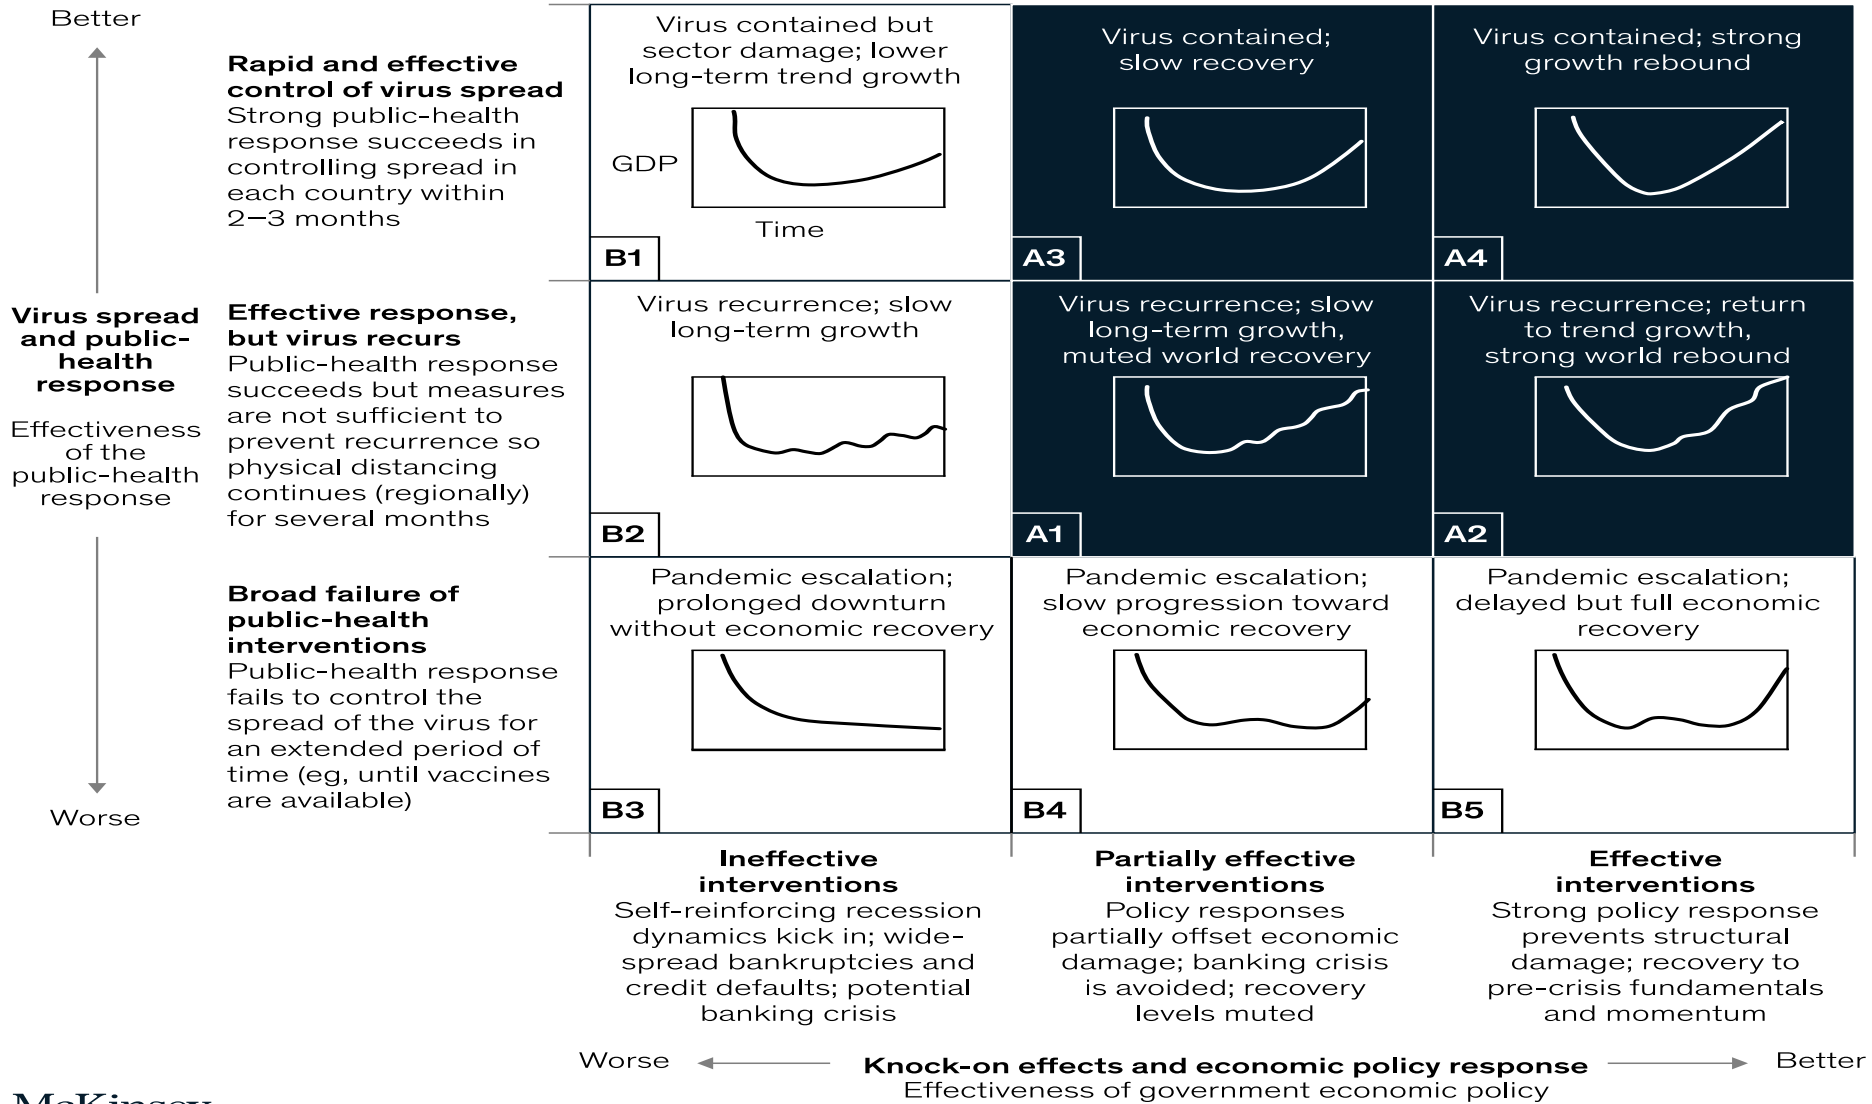 Better
Rapid and effective
control of virus spread
Strong public-health
response succeeds in
controlling spread in
each country within
2–3 months
Virus contained but
sector damage; lower
long-term trend growth
GDP
Time
B1
Virus contained;
slow recovery
A3
Virus contained; strong
growth rebound
A4
Virus spread
and public-
health
response
Effectiveness
of the
public-health
response
Effective response,
but virus recurs
Public-health response
succeeds but measures
are not sufficient to
prevent recurrence so
physical distancing
continues (regionally)
for several months
Virus recurrence; slow
long-term growth
B2
Virus recurrence; slow
long-term growth,
muted world recovery
A1
Virus recurrence; return
to trend growth,
strong world rebound
A2
Broad failure of
public-health
interventions
Public-health response
fails to control the
spread of the virus for
an extended period of
time (eg, until vaccines
are available)
Worse
Pandemic escalation;
prolonged downturn
without economic recovery
B3
Pandemic escalation;
slow progression toward
economic recovery
B4
Pandemic escalation;
delayed but full economic
recovery
B5
Ineffective
interventions
Self-reinforcing recession
dynamics kick in; wide-
spread bankruptcies and
credit defaults; potential
banking crisis
Partially effective
interventions
Policy responses
partially offset economic
damage; banking crisis
is avoided; recovery
levels muted
Effective
interventions
Strong policy response
prevents structural
damage; recovery to
pre-crisis fundamentals
and momentum
Worse
Knock-on effects and economic policy response
Better
Effectiveness of government economic policy
McKinsey